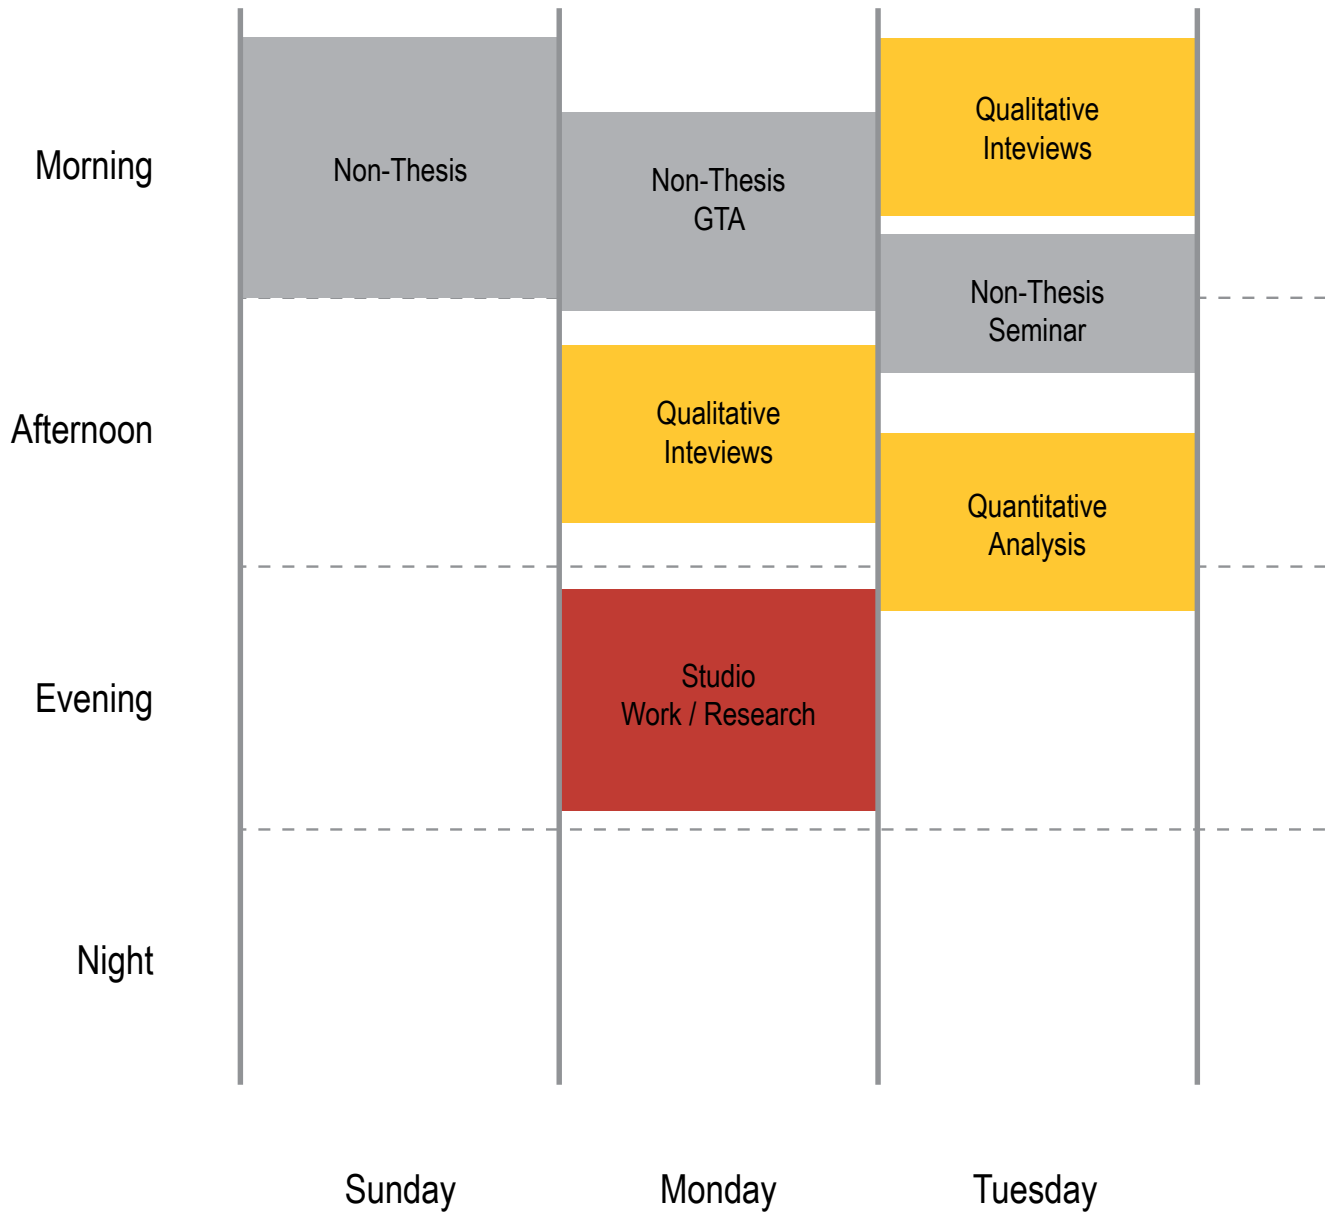 Morning
Non-Thesis
Non-Thesis
GTA
Qualitative
Inteviews
Non-Thesis
Seminar
Afternoon
Qualitative
Inteviews
Quantitative
Analysis
Evening
Studio
Work / Research
Night
Sunday
Monday
Tuesday